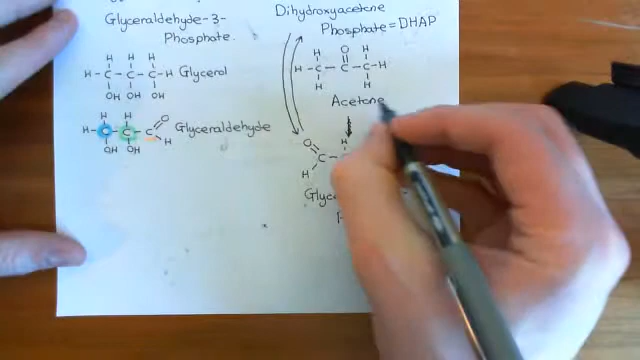 Glyceraldehyde-3-
Phosphate.
H H H
H-C-C-C-H Glycerol
OH OH OH
H H O
H-C-C-C Glyceraldehyde
OH OH H
Dihydroxyacetone
Phosphate = DHAP
H O H
H-C-C-C-H
H H
Acetone
O H
C
H